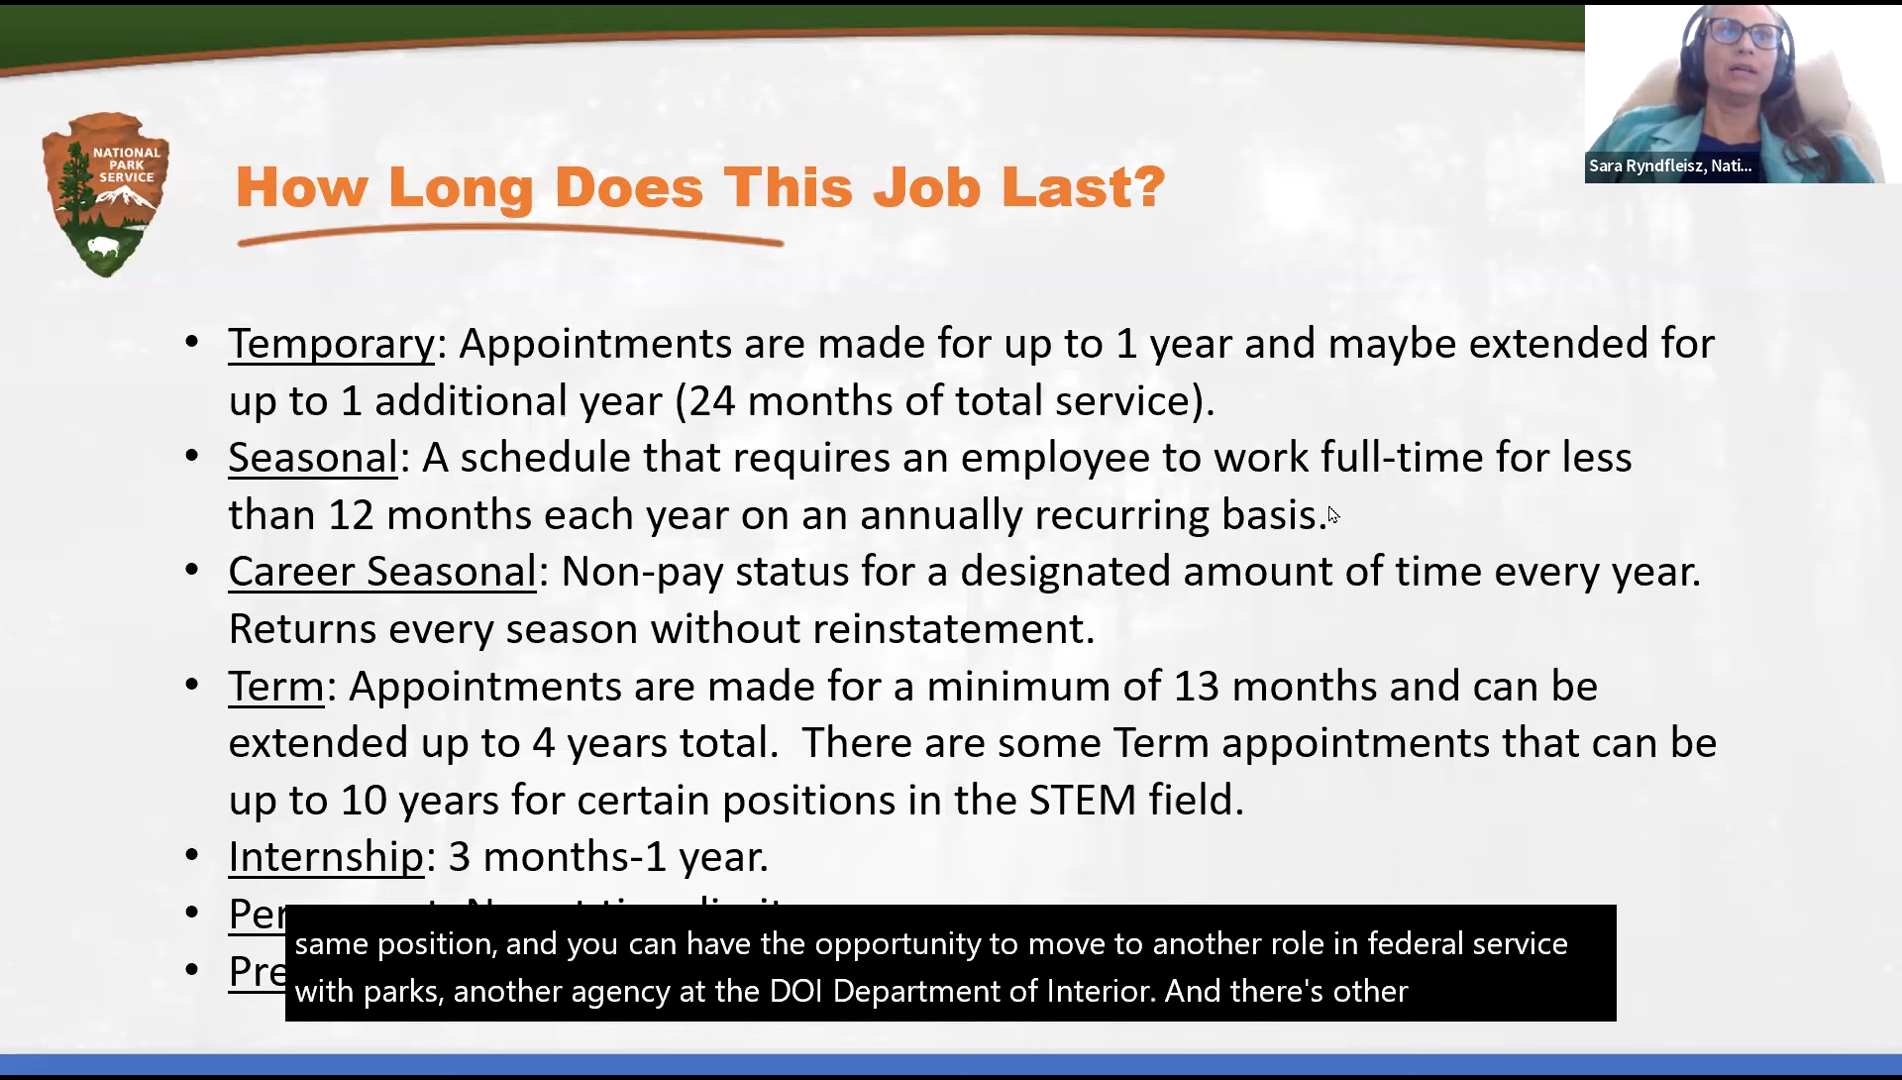 NATIONAL
PARK
SERVICE
How Long Does This Job Last?
Sara Ryndfleisz, Nati...
• Temporary: Appointments are made for up to 1 year and maybe extended for
up to 1 additional year (24 months of total service).
• Seasonal: A schedule that requires an employee to work full-time for less
than 12 months each year on an annually recurring basis.
• Career Seasonal: Non-pay status for a designated amount of time every year.
Returns every season without reinstatement.
• Term: Appointments are made for a minimum of 13 months and can be
extended up to 4 years total.  There are some Term appointments that can be
up to 10 years for certain positions in the STEM field.
• Internship: 3 months-1 year.
same position, and you can have the opportunity to move to another role in federal service
with parks, another agency at the DOI Department of Interior. And there's other